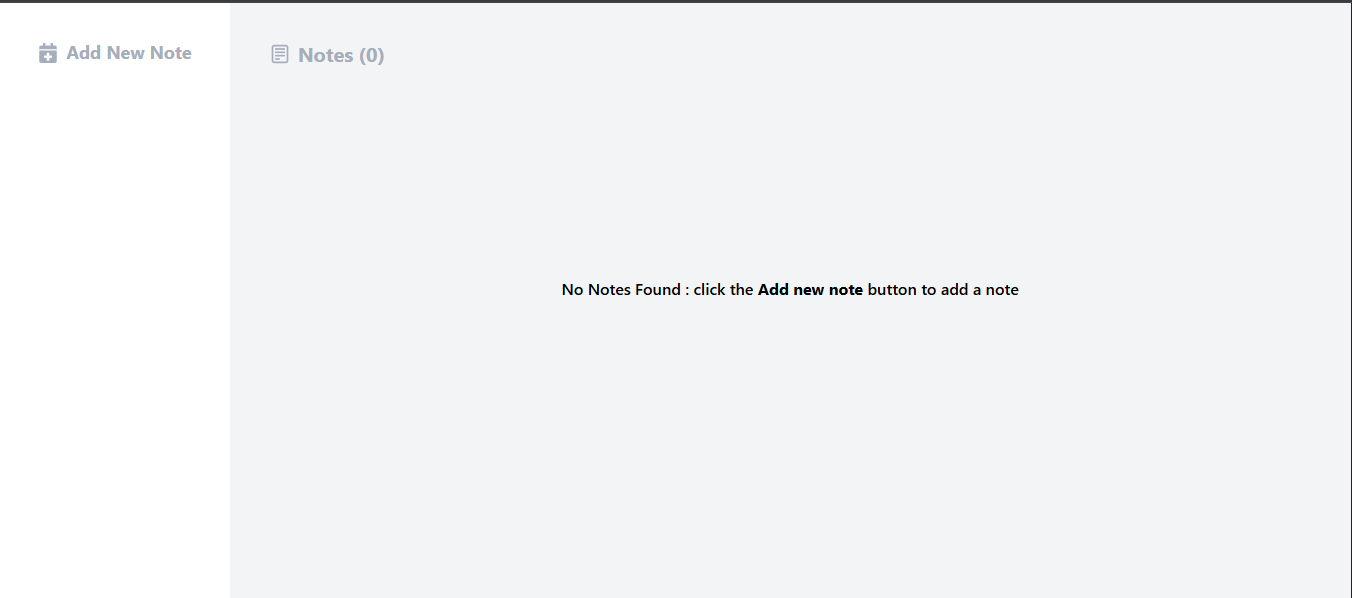 Add New Note
Notes (0)
No Notes Found : click the Add new note button to add a note